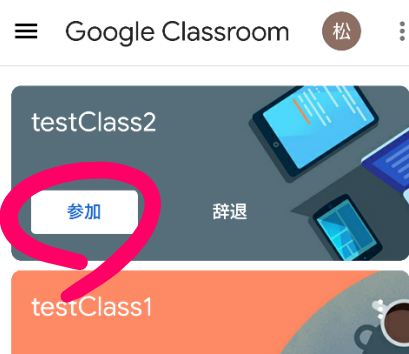 Google Classroom
松
testClass2
参加
辞退
testClass1